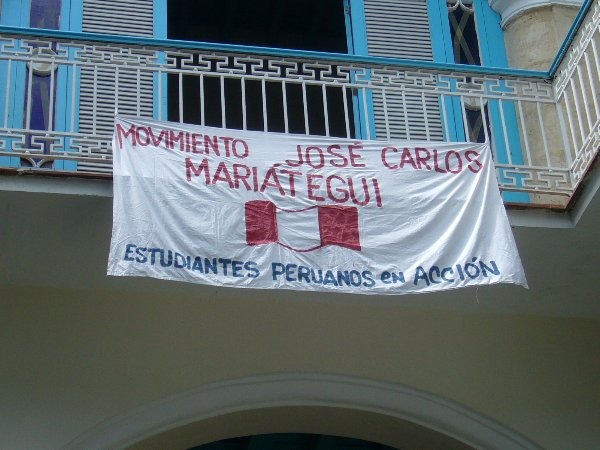 MOVIMIENTO JOSÉ CARLOS
MARIÁTEGUI
ESTUDIANTES PERUANOS en ACCIÓN